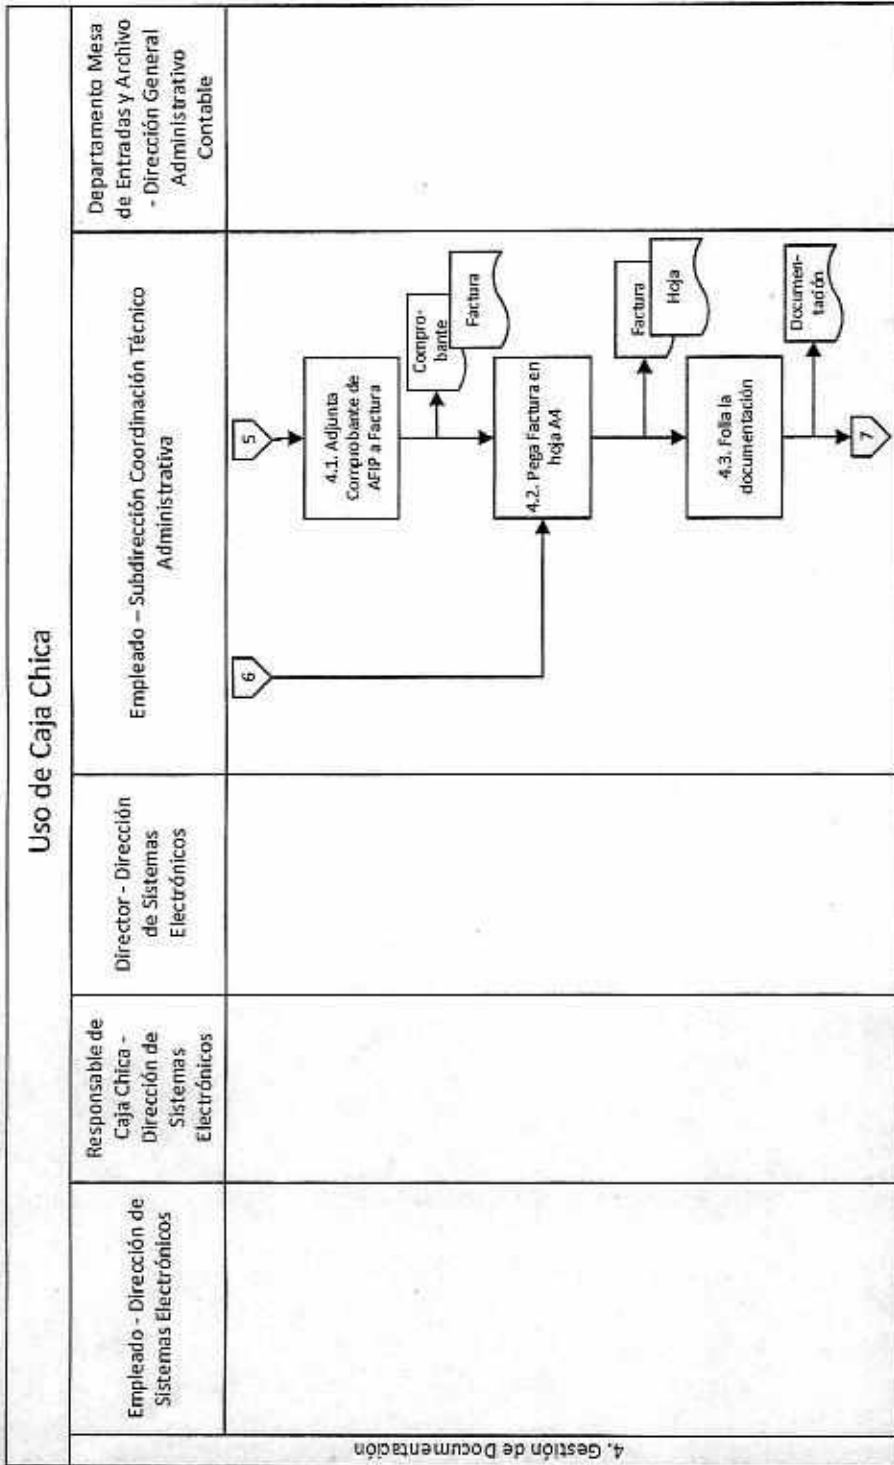 Uso de Caja Chica
Empleado - Dirección de
Sistemas Electrónicos
Responsable de
Caja Chica -
Dirección de
Sistemas
Electrónicos
Director - Dirección
de Sistemas
Electrónicos
Empleado – Subdirección Coordinación Técnico
Administrativa
Departamento Mesa
de Entradas y Archivo
- Dirección General
Administrativo
Contable
4. Gestión de Documentación
6
5
4.1. Adjunta
Comprobante de
AFIP a Factura
Compro-
bante
Factura
4.2. Pega Factura en
hoja A4
Factura
Hoja
4.3. Folia la
documentación
Documen-
tación
7